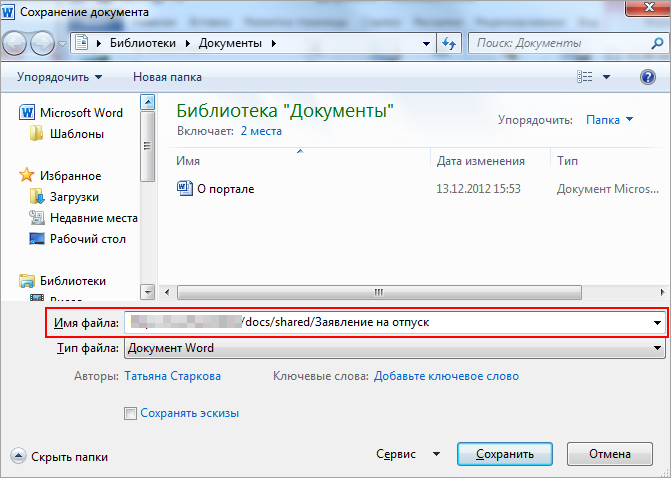 Сохранение документа
Библиотеки Документы
Поиск: Документы
Упорядочить Новая папка
Microsoft Word
Шаблоны
Избранное
Загрузки
Недавние места
Рабочий стол
Библиотеки
Библиотека "Документы"
Включает: 2 места
Упорядочить: Папка
Имя Дата изменения Тип
О портале 13.12.2012 15:53 Документ Micros...
Имя файла: /docs/shared/Заявление на отпуск
Тип файла: Документ Word
Авторы: Татьяна Старкова Ключевые слова: Добавьте ключевое слово
Сохранять эскизы
Скрыть папки Сервис Сохранить Отмена